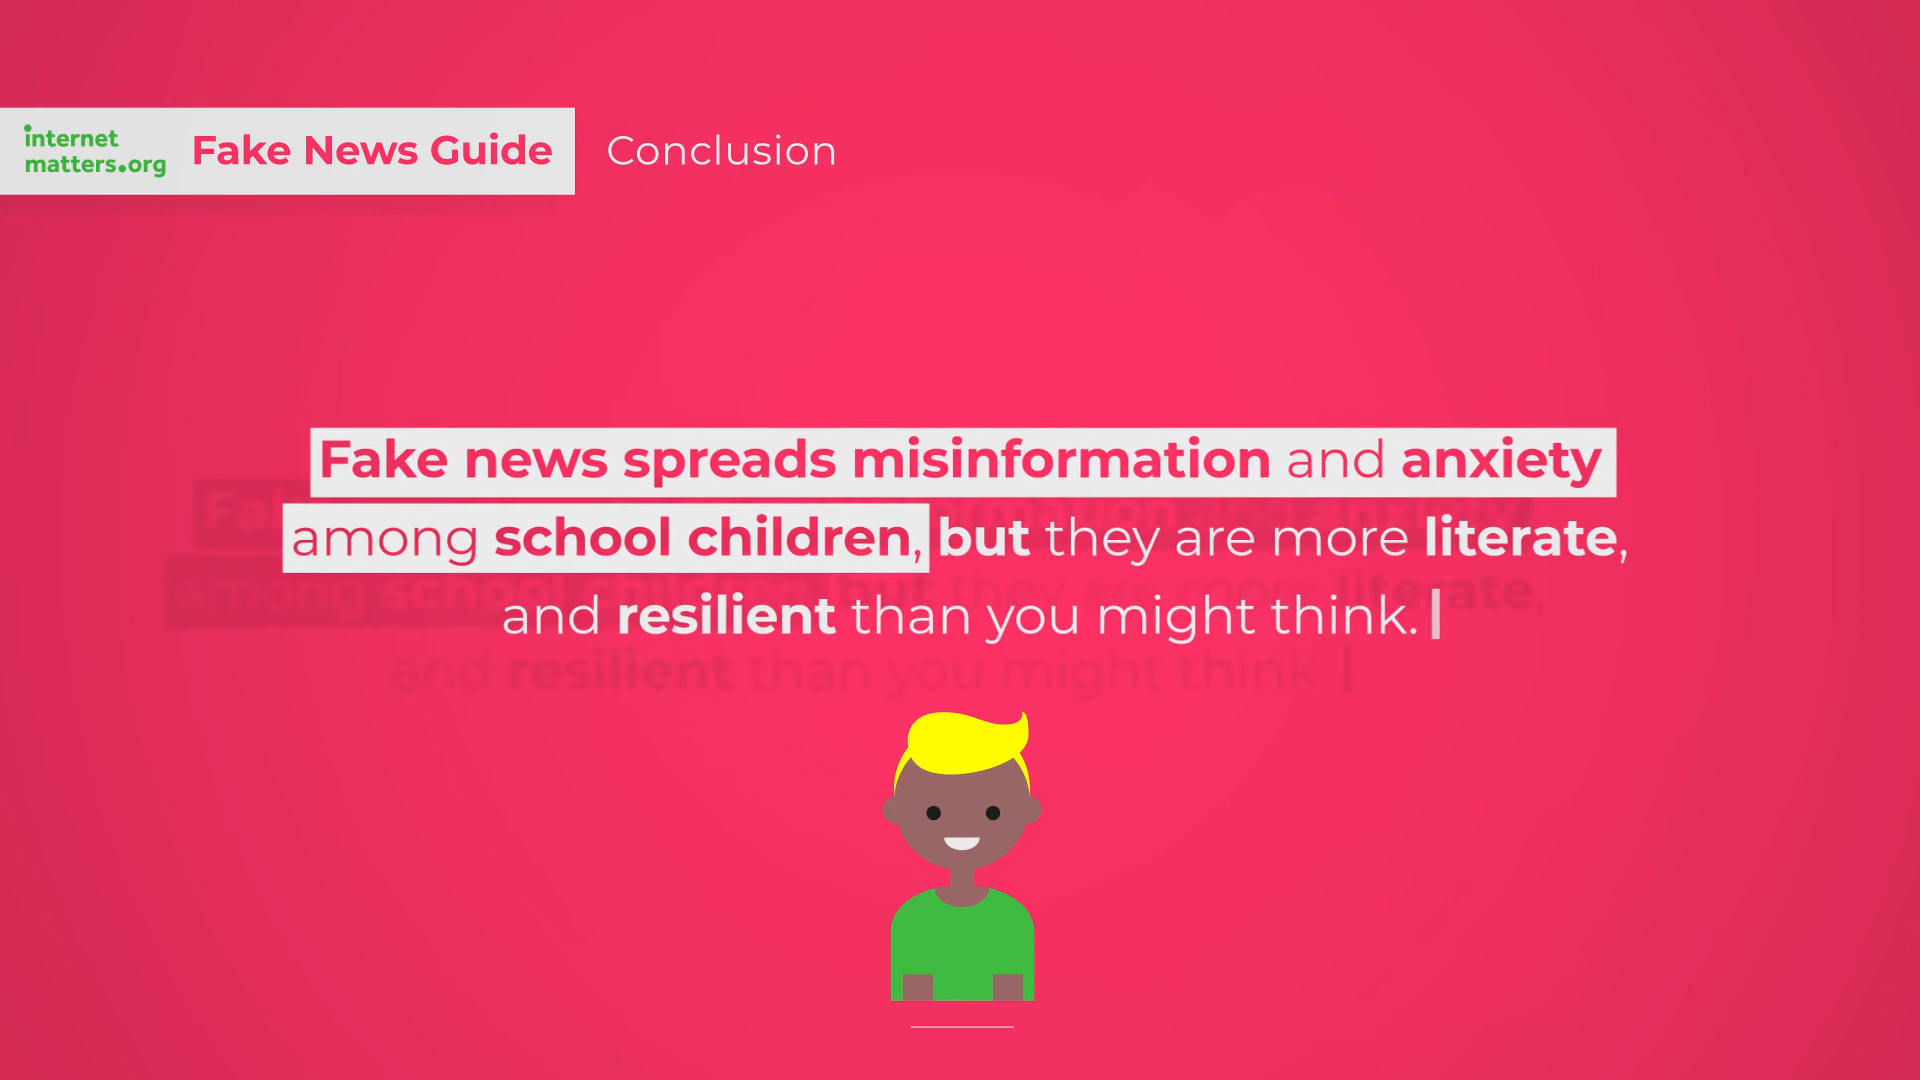 internet
matters.org
Fake News Guide
Conclusion
Fake news spreads misinformation and anxiety
among school children, but they are more literate,
and resilient than you might think.